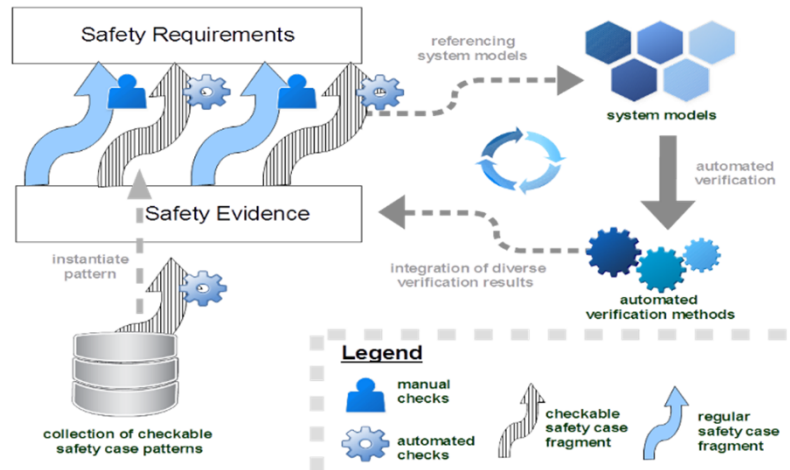 Safety Requirements
referencing
system models
system models
automated
verification
Safety Evidence
instantiate
pattern
integration of diverse
verification results
automated
verification methods
collection of checkable
safety case patterns
Legend
manual
checks
automated
checks
checkable
safety case
fragment
regular
safety case
fragment